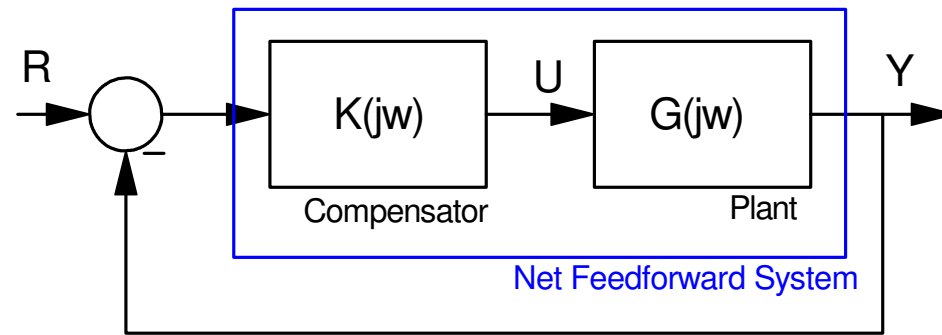 R
U
Y
K(jw)
G(jw)
–
Compensator
Plant
Net Feedforward System